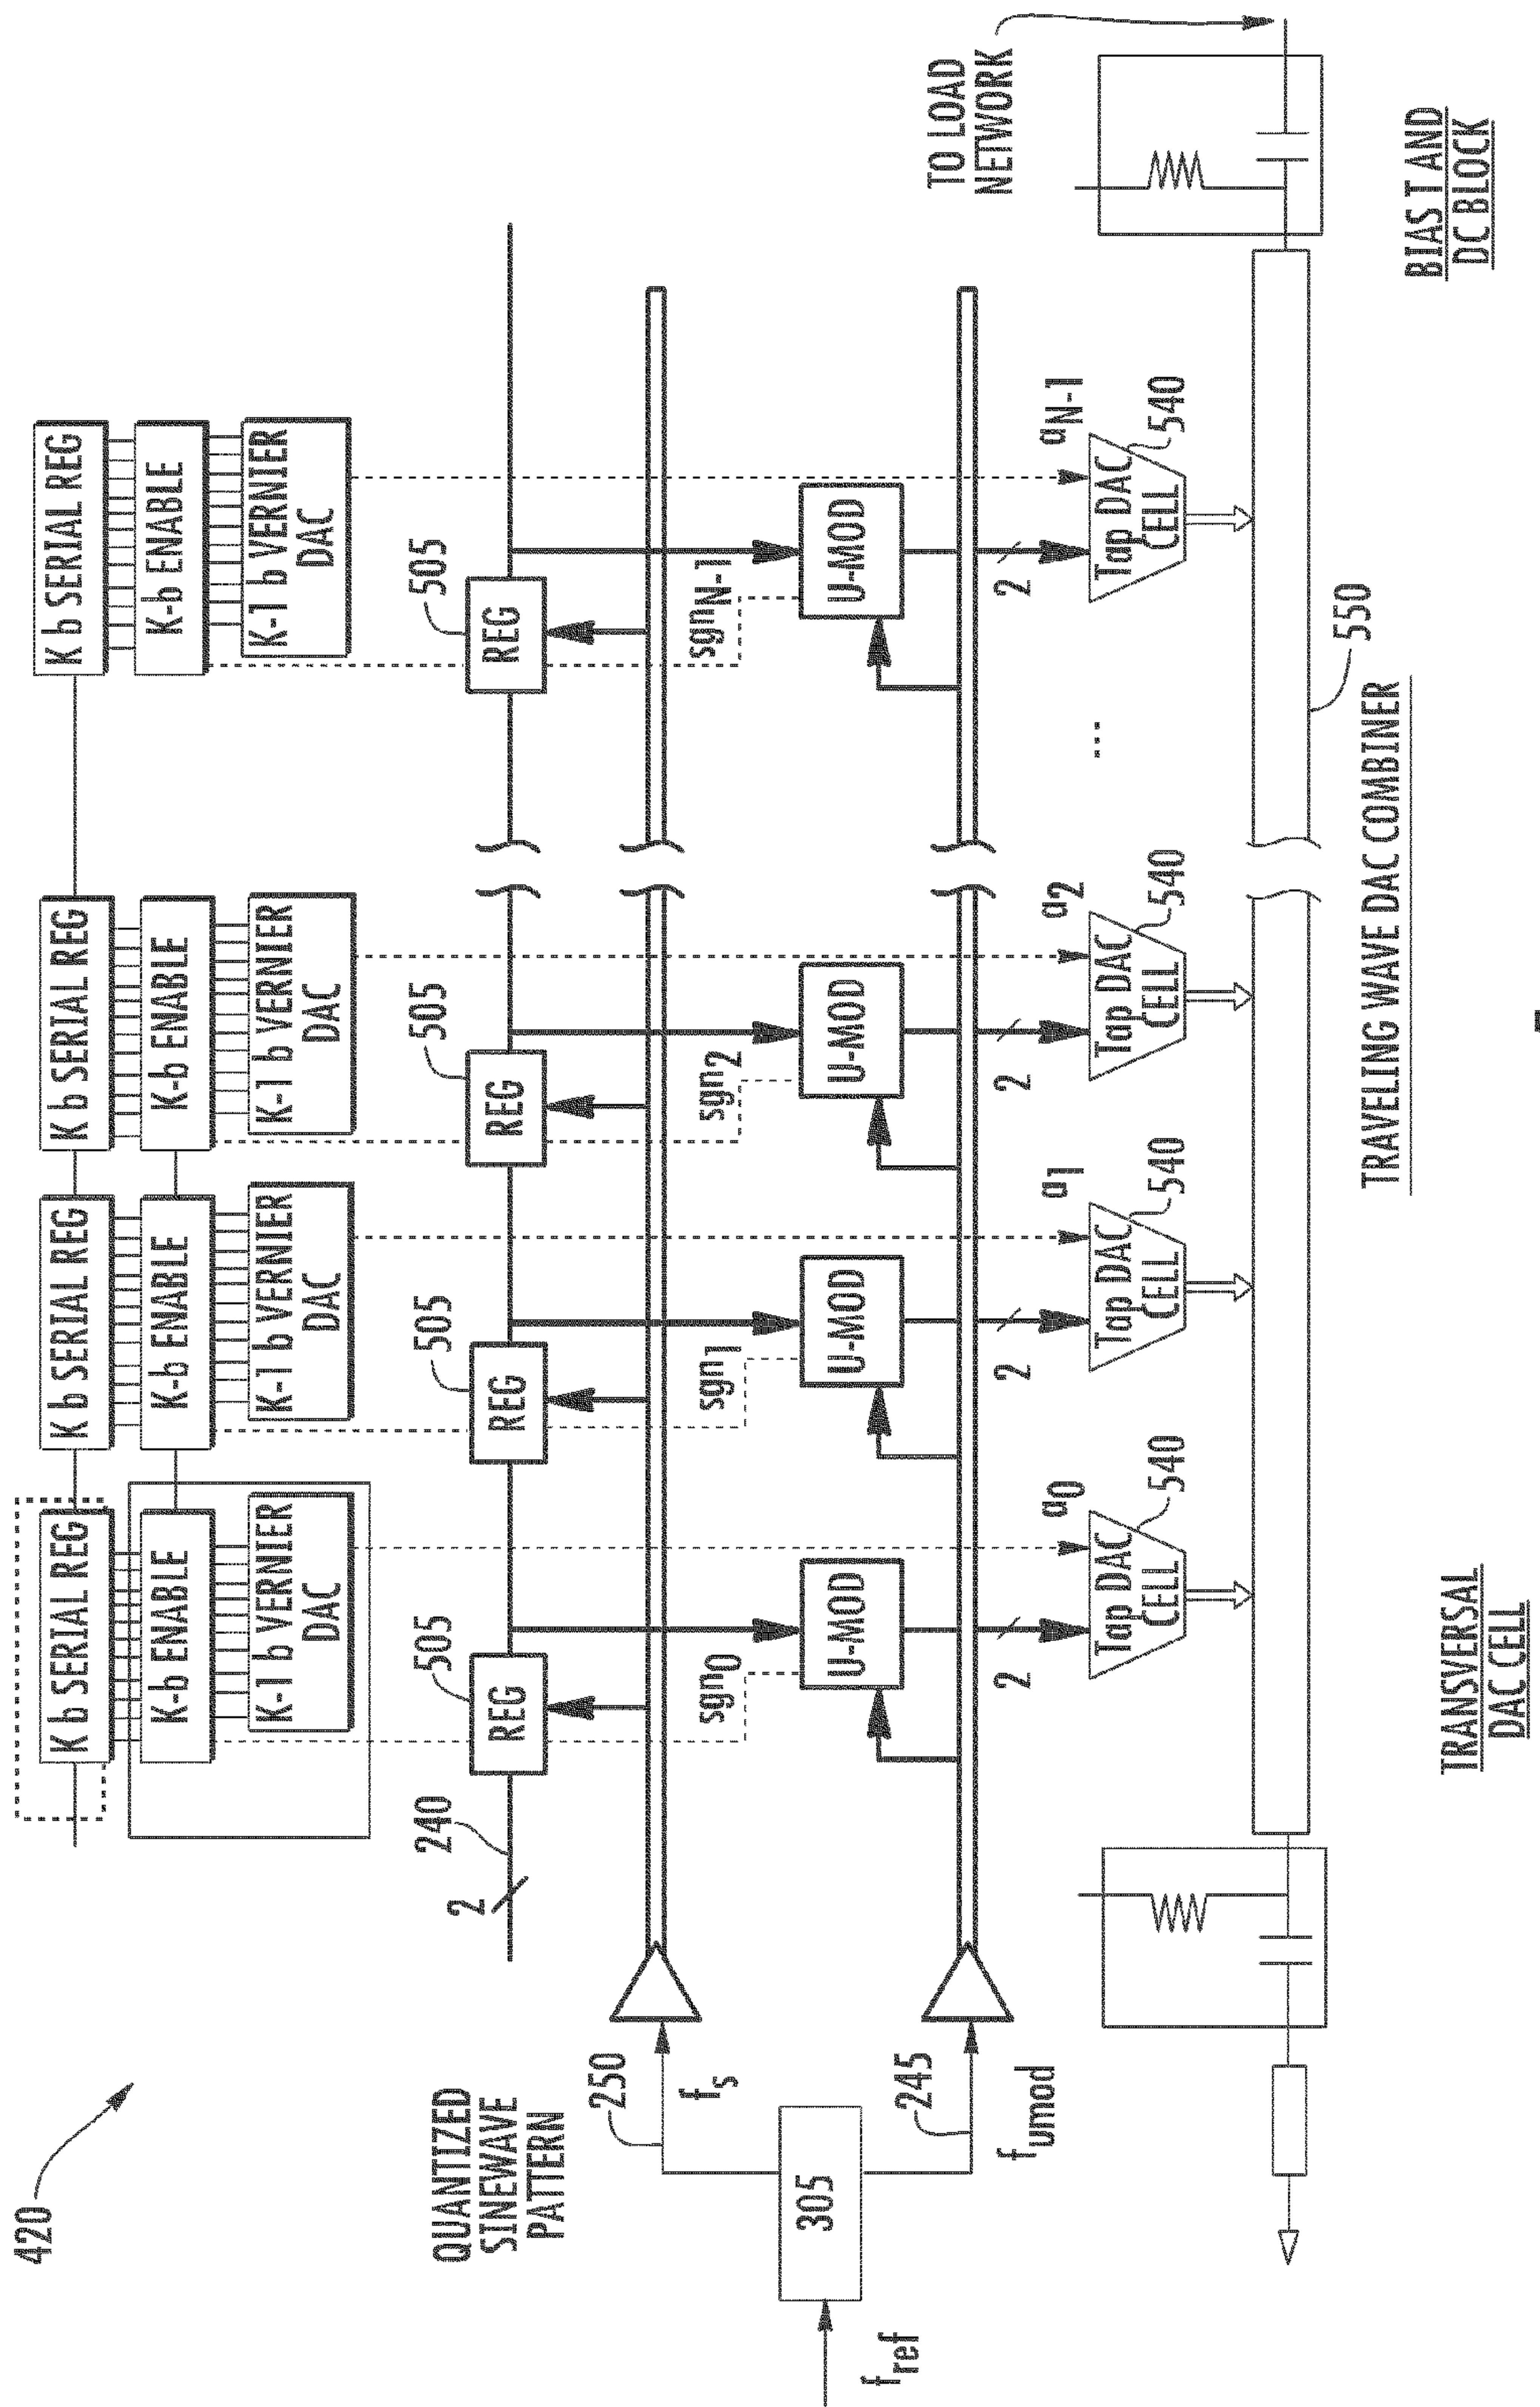 420
K b SERIAL REG
K b SERIAL REG
K b SERIAL REG
K b SERIAL REG
K-b ENABLE
K-b ENABLE
K-b ENABLE
K-b ENABLE
K-1 b VERNIER
DAC
K-1 b VERNIER
DAC
K-1 b VERNIER
DAC
K-1 b VERNIER
DAC
QUANTIZED
SINEWAVE
PATTERN
2
240
505
505
505
505
REG
REG
REG
REG
250
fs
sgn0
sgn1
sgn2
sgnN-1
fref
305
U-MOD
U-MOD
U-MOD
U-MOD
245
fumod
2
2
2
2
a0
a1
a2
aN-1
Tap DAC
CELL
Tap DAC
CELL
Tap DAC
CELL
Tap DAC
CELL
540
540
540
540
...
TO LOAD
NETWORK
550
TRAVELING WAVE DAC COMBINER
BIAS T AND
DC BLOCK
TRANSVERSAL
DAC CELL